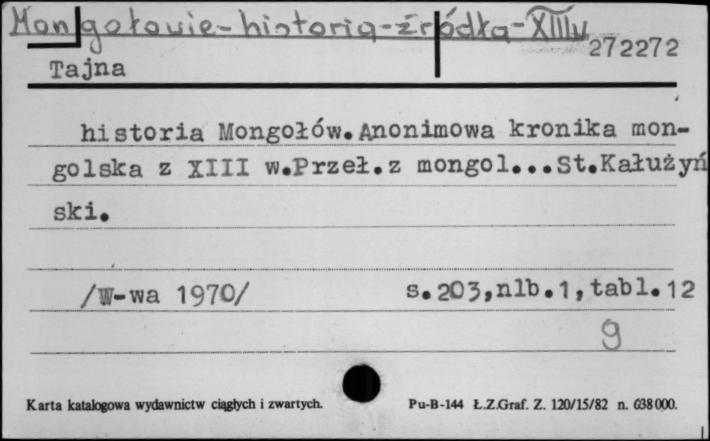 Mongołowie-historia-źródła-XIII w
272272
Tajna
historia Mongołów.Anonimowa kronika mon-
golska z XIII w.Przeł.z mongol...St.Kałużyń
ski.
/W-wa 1970/ s.203,nlb.1,tabl.12
9
Karta katalogowa wydawnictw ciągłych i zwartych. Pu-B-144 Ł.Z.Graf. Z. 120/15/82 n. 638000.